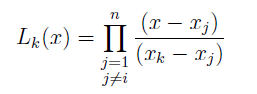 L_k(x) = \prod_{\substack{j=1 \\ j \neq i}}^{n} \frac{(x - x_j)}{(x_k - x_j)}